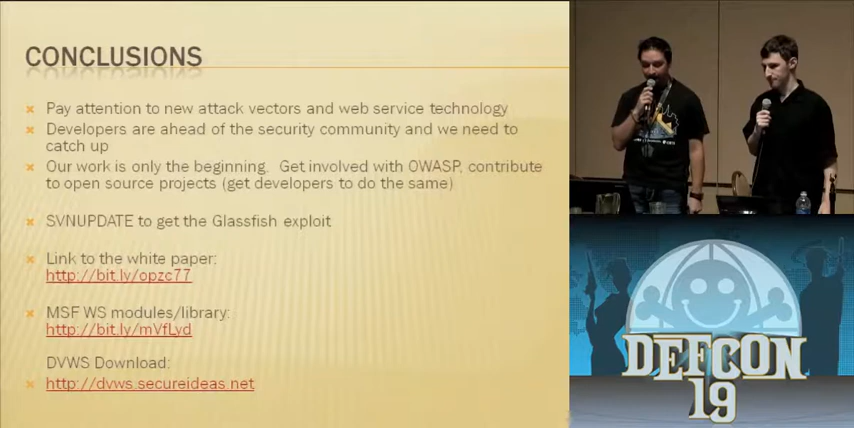 CONCLUSIONS
Pay attention to new attack vectors and web service technology
Developers are ahead of the security community and we need to
catch up
Our work is only the beginning. Get involved with OWASP, contribute
to open source projects (get developers to do the same)
SVNUPDATE to get the Glassfish exploit
Link to the white paper:
http://bit.ly/opzc77
MSF WS modules/library:
http://bit.ly/mVfLyd
DVWS Download:
http://dvws.secureideas.net
DEFCON
19